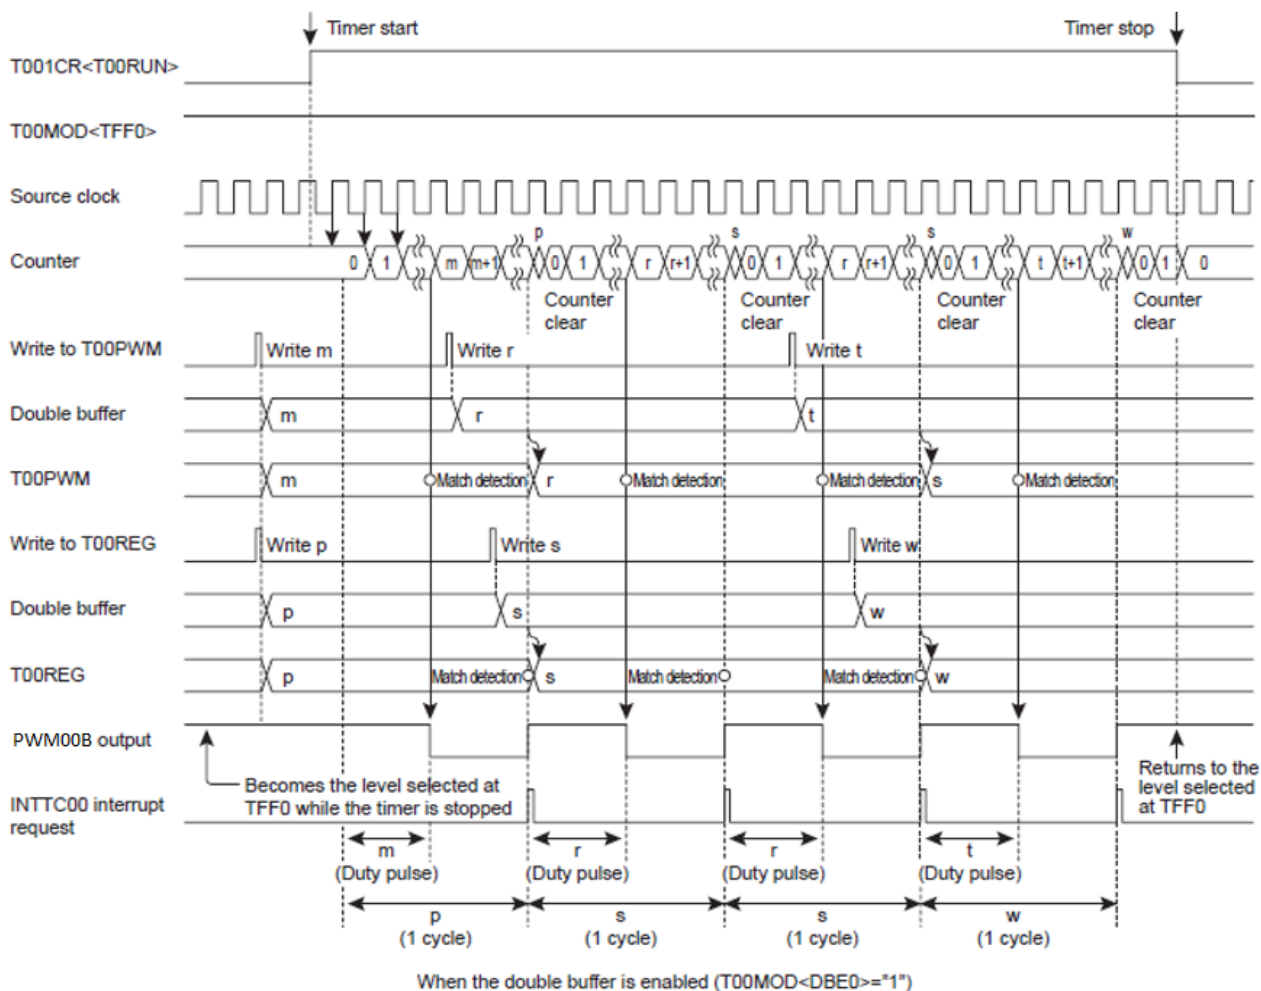 Timer start
Timer stop
T001CR<T00RUN>
T00MOD<TFF0>
Source clock
p s s w
Counter 0 1 m m+1 0 1 r r+1 0 1 r r+1 0 1 t t+1 0 1 0
Counter clear
Counter clear
Counter clear
Counter clear
Write to T00PWM Write m Write r Write t
Double buffer m r t
T00PWM m Match detection r Match detection Match detection s Match detection
Write to T00REG Write p Write s Write w
Double buffer p s w
T00REG p Match detection s Match detection Match detection w
PWM00B output
Becomes the level selected at
TFF0 while the timer is stopped
Returns to the
level selected
at TFF0
INTTC00 interrupt
request
m r r t
(Duty pulse) (Duty pulse) (Duty pulse) (Duty pulse)
p s s w
(1 cycle) (1 cycle) (1 cycle) (1 cycle)
When the double buffer is enabled (T00MOD<DBE0>="1")